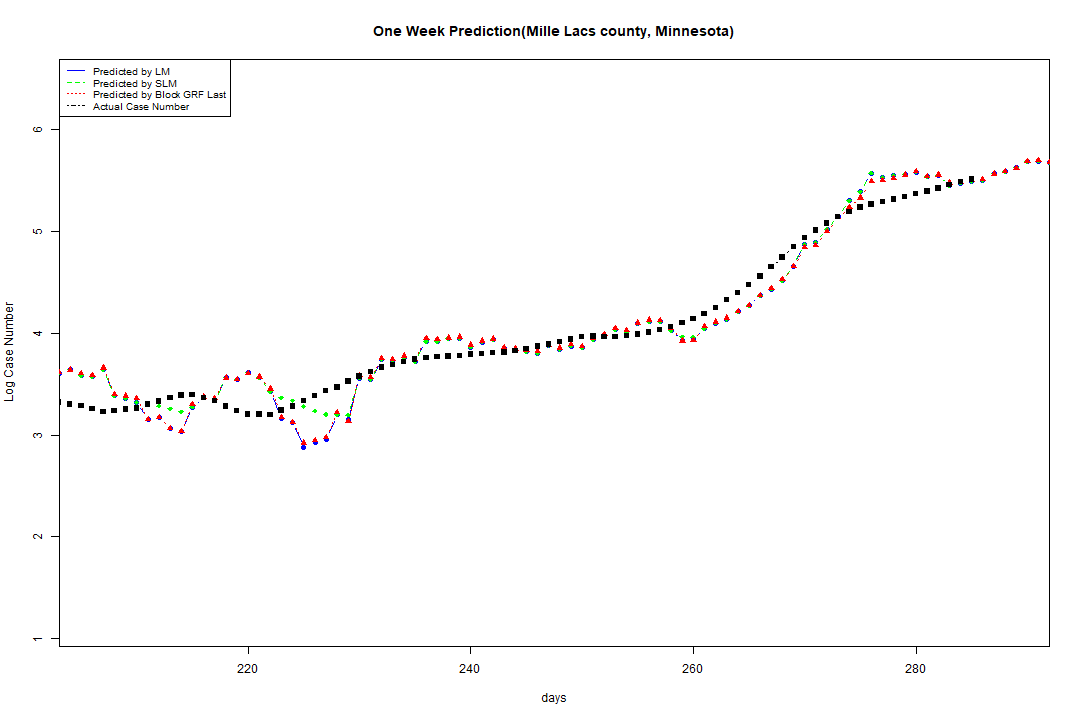 One Week Prediction(Mille Lacs county, Minnesota)
Predicted by LM
Predicted by SLM
Predicted by Block GRF Last
Actual Case Number
6
5
4
3
2
1
Log Case Number
220
240
260
280
days